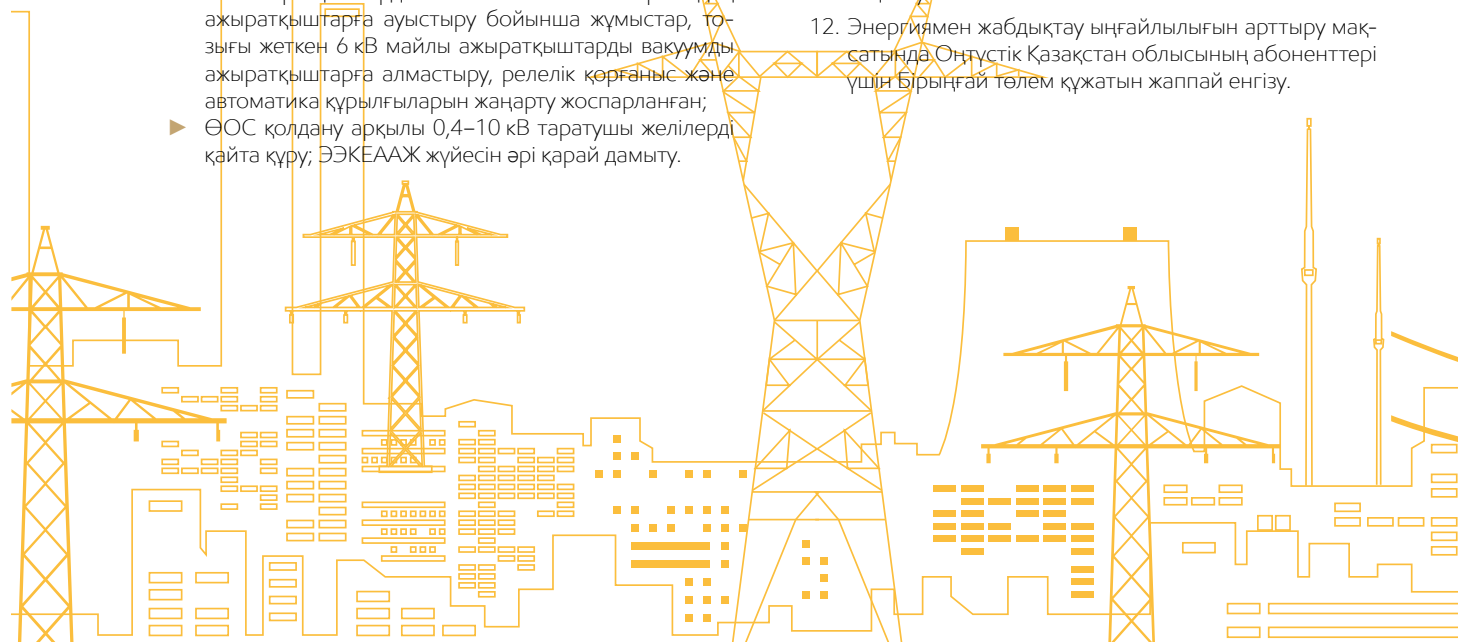 ажыратқыштарға ауыстыру бойынша жұмыстар, то-
зығы жеткен 6 кВ майлы ажыратқыштарды вакуумды
ажыратқыштарға алмастыру, релелік қорғаныс және
автоматика құрылғыларын жаңарту жоспарланған;
► ӨОС қолдану арқылы 0,4–10 кВ таратушы желілерді
қайта құру; ЭЭКЕААЖ жүйесін әрі қарай дамыту.
12. Энергиямен жабдықтау ыңғайлылығын арттыру мақ-
сатында Оңтүстік Қазақстан облысының абоненттері
үшін Бірыңғай төлем құжатын жаппай енгізу.